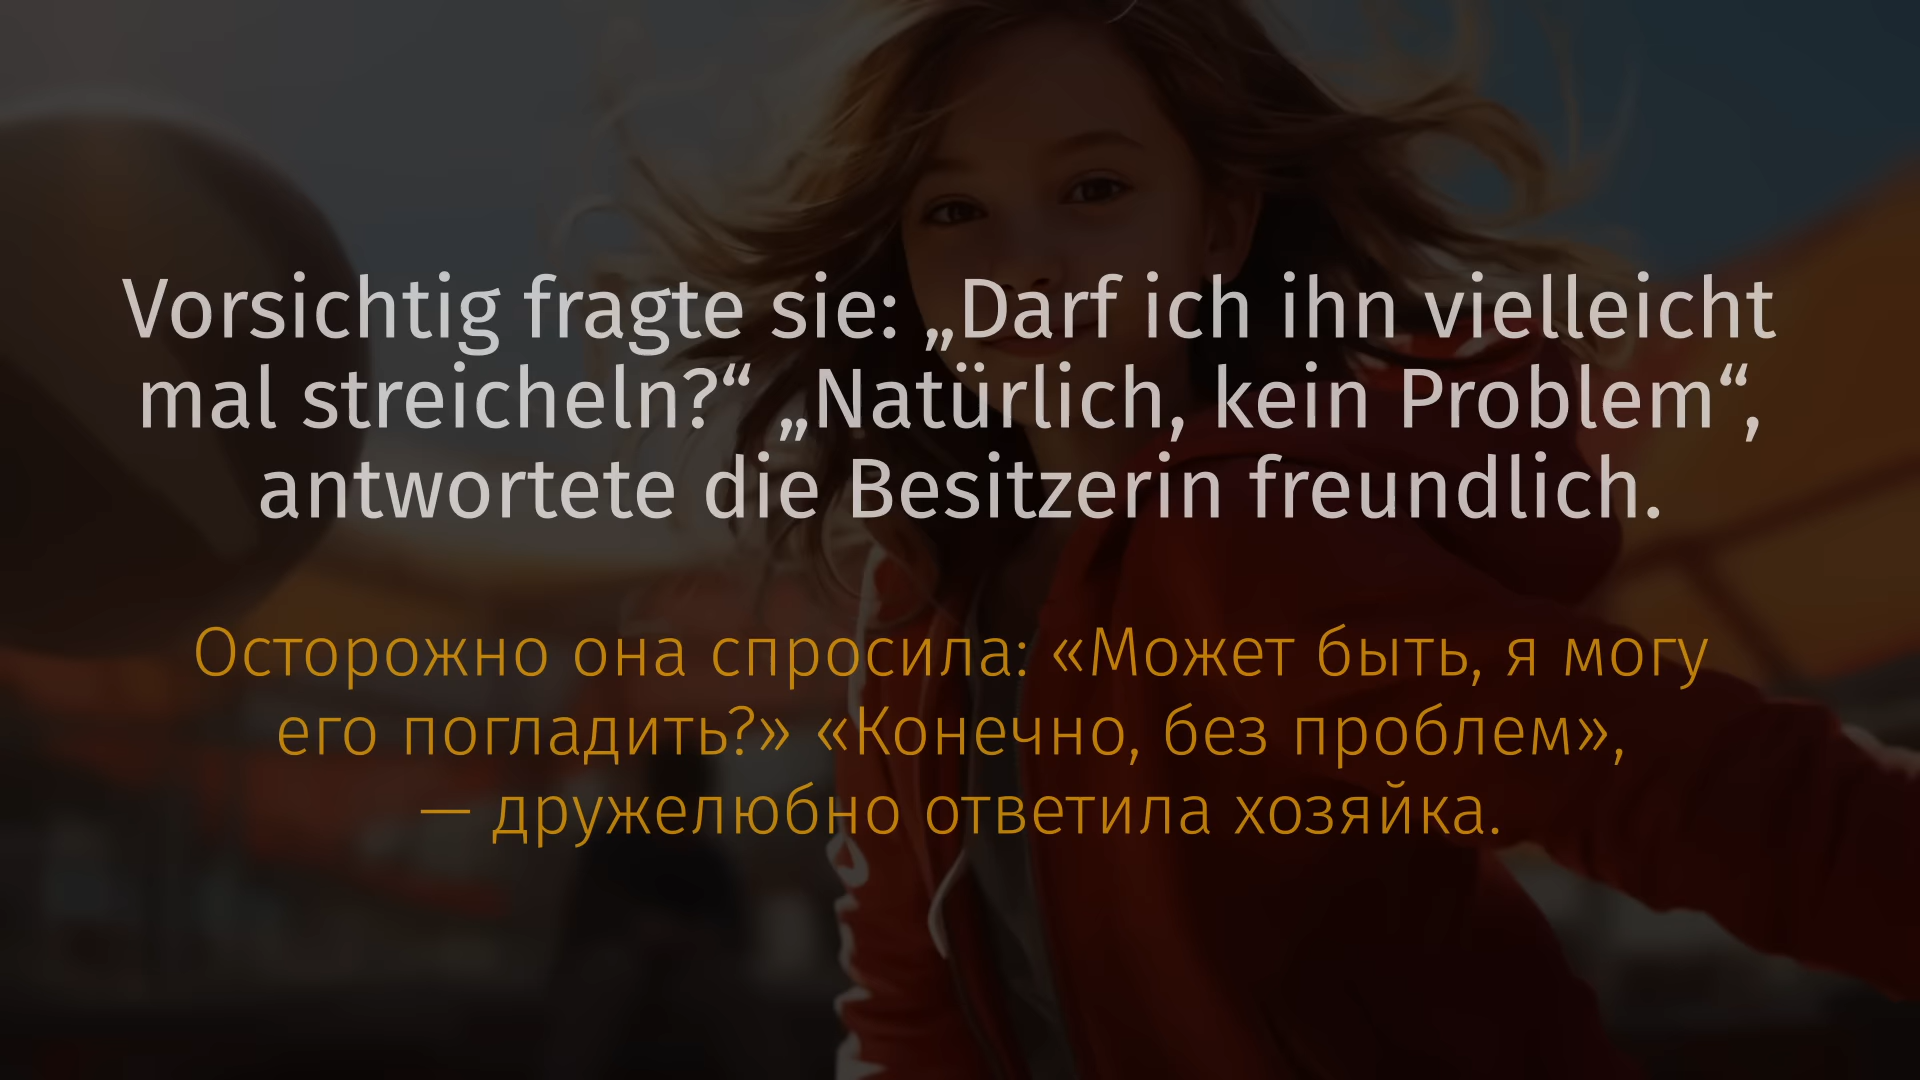 Vorsichtig fragte sie: „Darf ich ihn vielleicht
mal streicheln?“ „Natürlich, kein Problem“,
antwortete die Besitzerin freundlich.
Осторожно она спросила: «Может быть, я могу
его погладить?» «Конечно, без проблем»,
— дружелюбно ответила хозяйка.